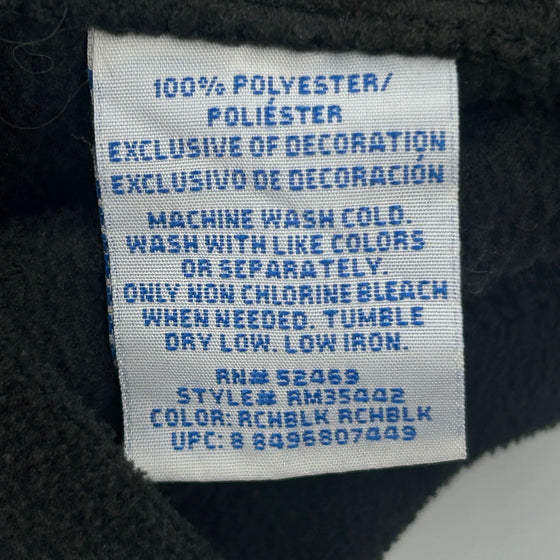 100% POLYESTER/
POLIÉSTER
EXCLUSIVE OF DECORATION
EXCLUSIVO DE DECORACIÓN
MACHINE WASH COLD.
WASH WITH LIKE COLORS
OR SEPARATELY.
ONLY NON CHLORINE BLEACH
WHEN NEEDED. TUMBLE
DRY LOW. LOW IRON.
RN# 52469
STYLE# RM35442
COLOR: RCHBLK RCHBLK
UPC: 8 8496807449